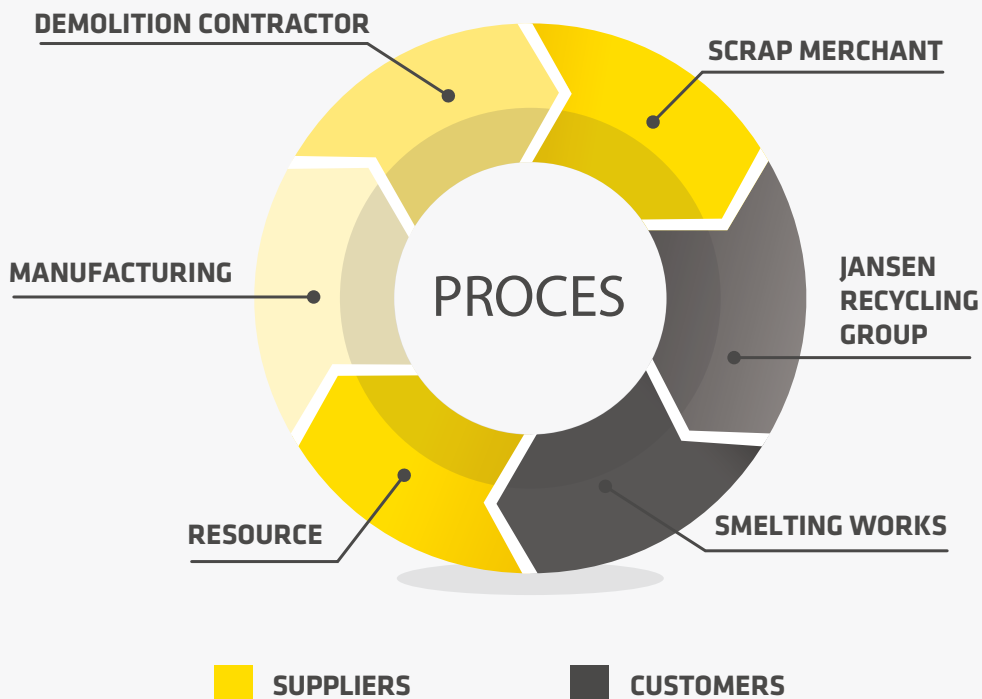 DEMOLITION CONTRACTOR
SCRAP MERCHANT
MANUFACTURING
PROCES
JANSEN
RECYCLING
GROUP
RESOURCE
SMELTING WORKS
SUPPLIERS
CUSTOMERS